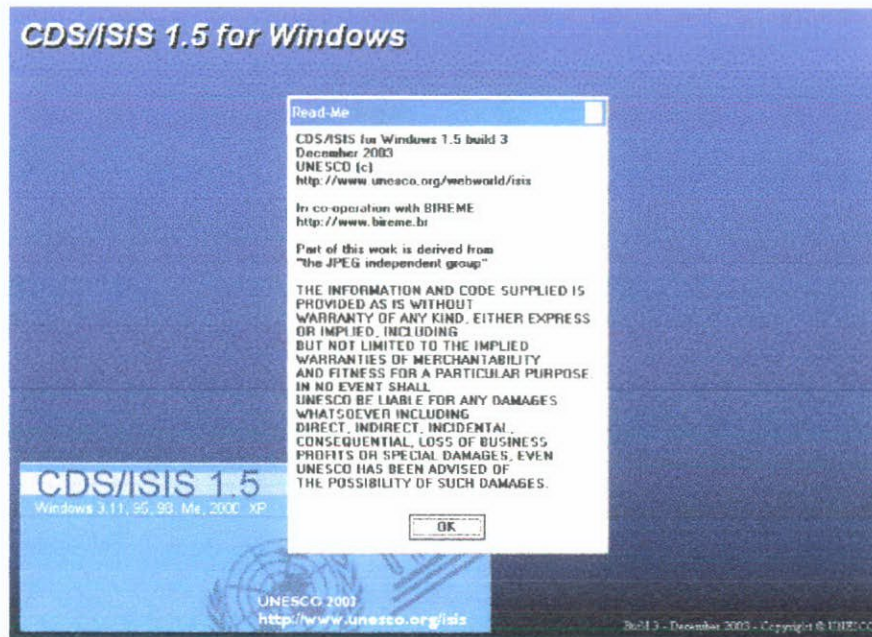 CDS/ISIS 1.5 for Windows
Read-Me
CDS/ISIS for Windows 1.5 build 3
December 2003
UNESCO (c)
http://www.unesco.org/webworld/isis
In co-operation with BIREME
http://www.bireme.br
Part of this work is derived from
"the JPEG independent group"
THE INFORMATION AND CODE SUPPLIED IS
PROVIDED AS IS WITHOUT
WARRANTY OF ANY KIND, EITHER EXPRESS
OR IMPLIED, INCLUDING
BUT NOT LIMITED TO THE IMPLIED
WARRANTIES OF MERCHANTABILITY
AND FITNESS FOR A PARTICULAR PURPOSE.
IN NO EVENT SHALL
UNESCO BE LIABLE FOR ANY DAMAGES
WHATSOEVER INCLUDING
DIRECT, INDIRECT, INCIDENTAL,
CONSEQUENTIAL, LOSS OF BUSINESS
PROFITS OR SPECIAL DAMAGES, EVEN
UNESCO HAS BEEN ADVISED OF
THE POSSIBILITY OF SUCH DAMAGES.
OK
CDS/ISIS 1.5
Windows 3.11, 95, 98, Me, 2000, XP
UNESCO 2003
http://www.unesco.org/isis
Build 3 - December 2003 - Copyright © UNESCO